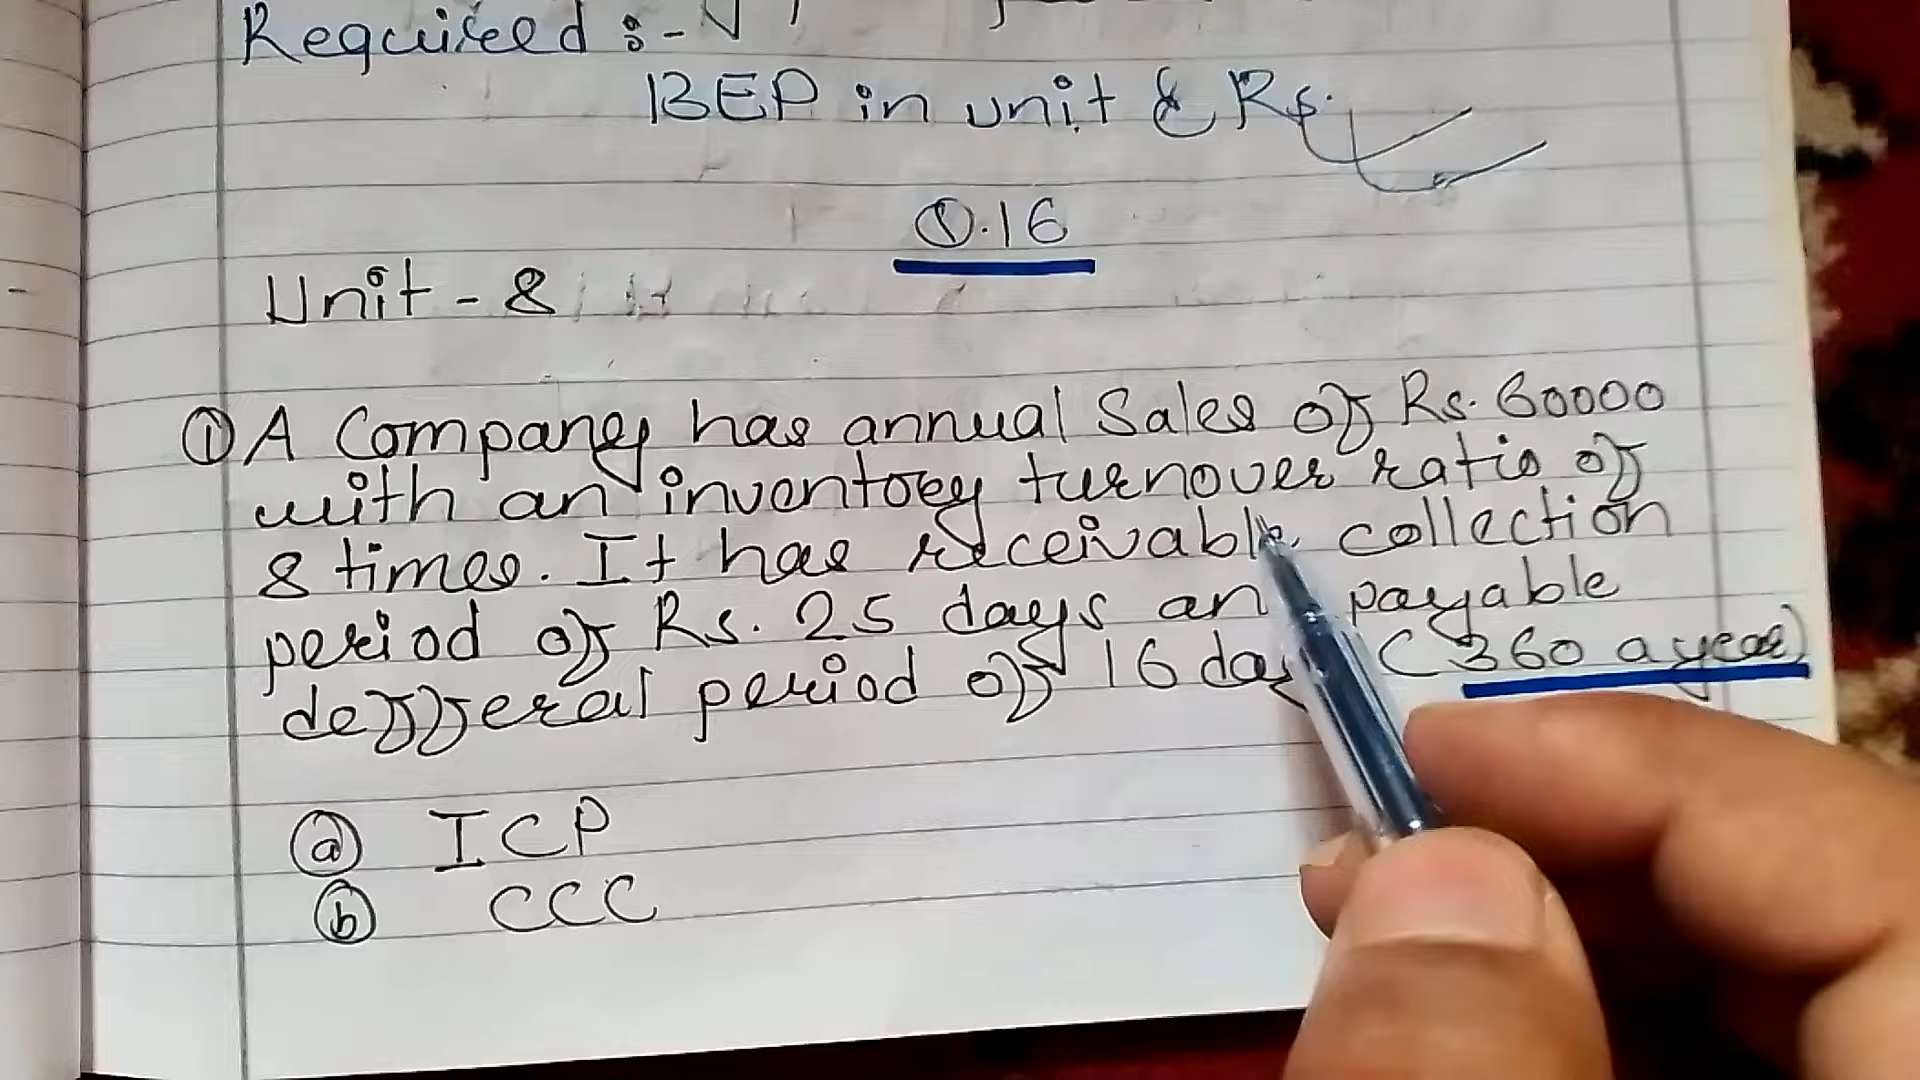 Required :-
BEP in unit & Rs.
Q.16
Unit - 8
① A Company has annual Sales of Rs. 60000
with an inventory turnover ratio of
8 times. It has receivable collection
period of Rs. 25 days an payable
defferal period of 16 day (360 a year)
ⓐ ICP
ⓑ CCC